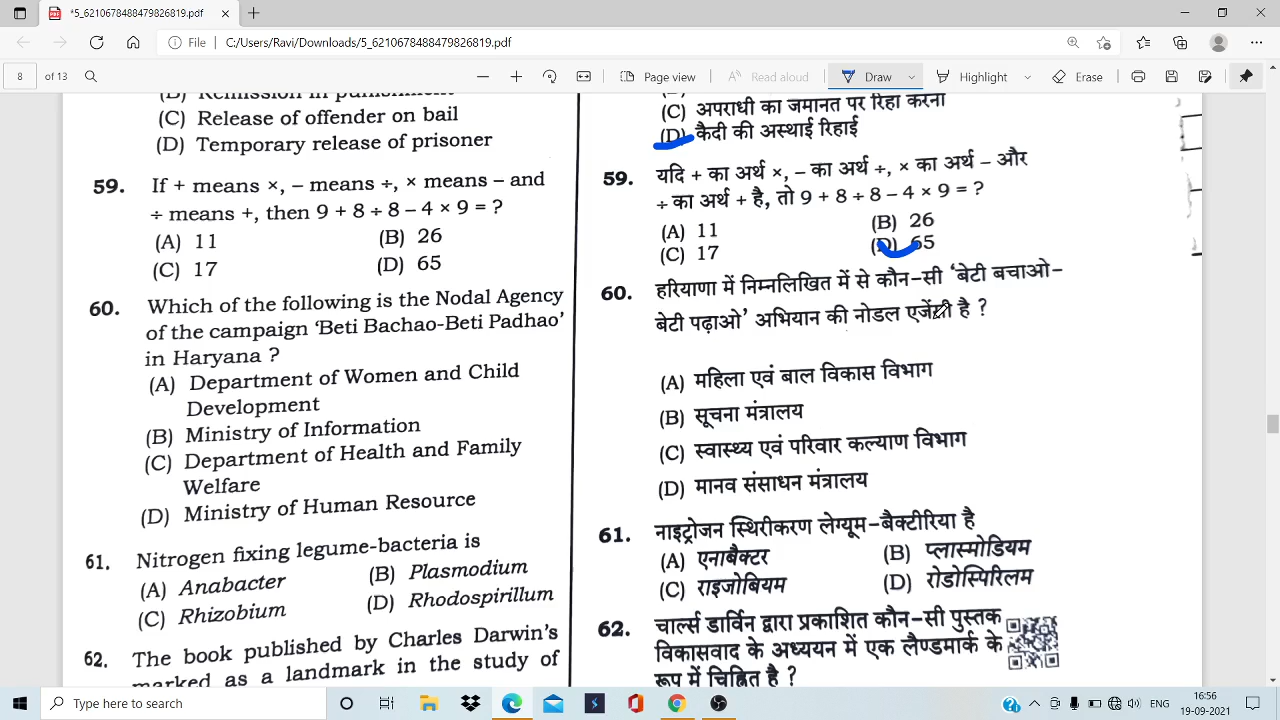 *5_6210678488479826819.pdf
File C:/Users/Ravi/Downloads/5_6210678488479826819.pdf
8 of 13 Page view Read aloud Draw Highlight Erase
(B) Remission in punishment
(C) Release of offender on bail
(D) Temporary release of prisoner
59. If + means ×, – means ÷, × means – and
÷ means +, then 9 + 8 ÷ 8 – 4 × 9 = ?
(A) 11 (B) 26
(C) 17 (D) 65
60. Which of the following is the Nodal Agency
of the campaign ‘Beti Bachao-Beti Padhao’
in Haryana ?
(A) Department of Women and Child
Development
(B) Ministry of Information
(C) Department of Health and Family
Welfare
(D) Ministry of Human Resource
61. Nitrogen fixing legume-bacteria is
(A) Anabacter (B) Plasmodium
(C) Rhizobium (D) Rhodospirillum
62. The book published by Charles Darwin’s
marked as a landmark in the study of
(C) अपराधी का जमानत पर रिहा करना
(D) कैदी की अस्थाई रिहाई
59. यदि + का अर्थ ×, – का अर्थ ÷, × का अर्थ – और
÷ का अर्थ + है, तो 9 + 8 ÷ 8 – 4 × 9 = ?
(A) 11 (B) 26
(C) 17 (D) 65
60. हरियाणा में निम्नलिखित में से कौन-सी ‘बेटी बचाओ-
बेटी पढ़ाओ’ अभियान की नोडल एजेंसी है ?
(A) महिला एवं बाल विकास विभाग
(B) सूचना मंत्रालय
(C) स्वास्थ्य एवं परिवार कल्याण विभाग
(D) मानव संसाधन मंत्रालय
61. नाइट्रोजन स्थिरीकरण लेग्यूम-बैक्टीरिया है
(A) एनाबैक्टर (B) प्लास्मोडियम
(C) राइजोबियम (D) रोडोस्पिरिलम
62. चार्ल्स डार्विन द्वारा प्रकाशित कौन-सी पुस्तक
विकासवाद के अध्ययन में एक लैण्डमार्क के
रूप में चिह्नित है ?
Type here to search
ENG
16:56
19-09-2021